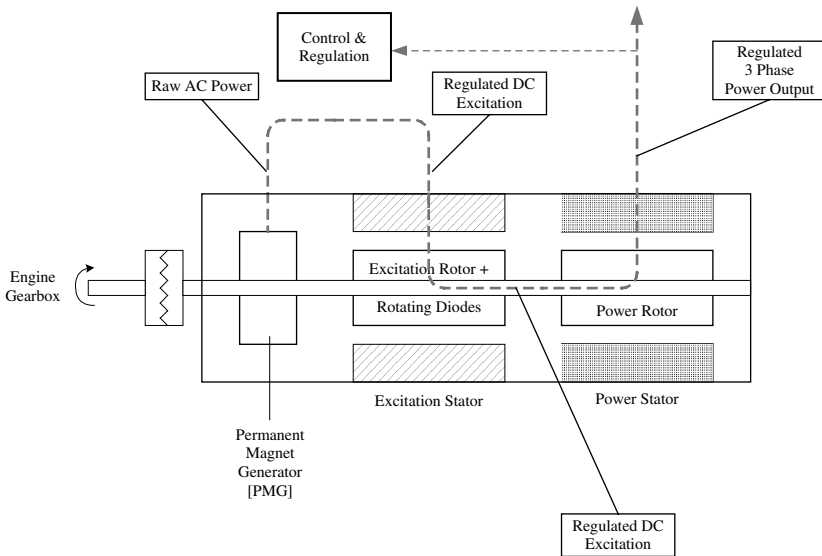 Control &
Regulation
Regulated
3 Phase
Power Output
Raw AC Power
Regulated DC
Excitation
Engine
Gearbox
Excitation Rotor +
Rotating Diodes
Power Rotor
Excitation Stator
Power Stator
Permanent
Magnet
Generator
[PMG]
Regulated DC
Excitation